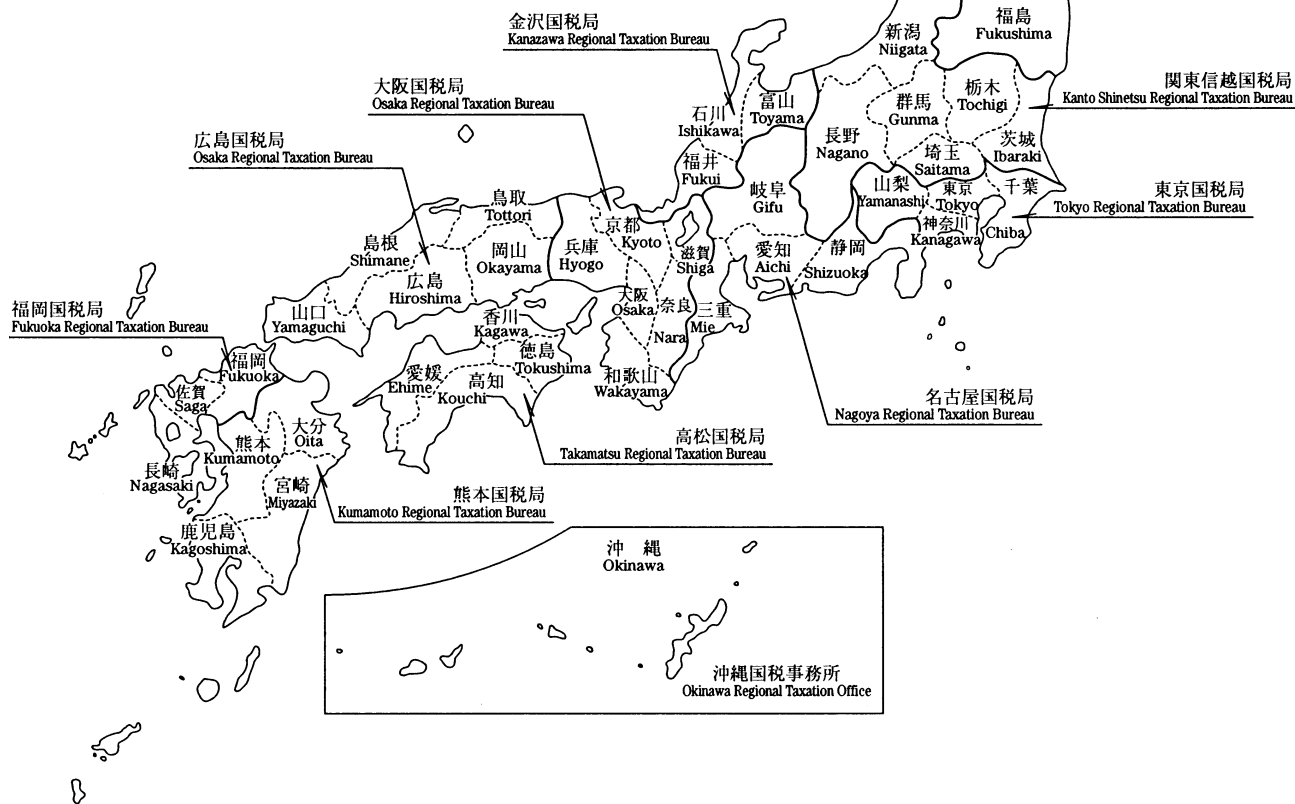 金沢国税局
Kanazawa Regional Taxation Bureau
福島
Fukushima
新潟
Niigata
大阪国税局
Osaka Regional Taxation Bureau
関東信越国税局
Kanto Shinetsu Regional Taxation Bureau
栃木
Tochigi
群馬
Gunma
富山
Toyama
石川
Ishikawa
広島国税局
Osaka Regional Taxation Bureau
長野
Nagano
茨城
Ibaraki
埼玉
Saitama
福井
Fukui
岐阜
Gifu
山梨
Yamanashi
東京
Tokyo
千葉
Chiba
東京国税局
Tokyo Regional Taxation Bureau
神奈川
Kanagawa
鳥取
Tottori
京都
Kyoto
兵庫
Hyogo
滋賀
Shiga
愛知
Aichi
静岡
Shizuoka
島根
Shimane
岡山
Okayama
広島
Hiroshima
大阪
Osaka
奈良
Nara
三重
Mie
福岡国税局
Fukuoka Regional Taxation Bureau
山口
Yamaguchi
香川
Kagawa
徳島
Tokushima
福岡
Fukuoka
愛媛
Ehime
高知
Kouchi
和歌山
Wakayama
佐賀
Saga
名古屋国税局
Nagoya Regional Taxation Bureau
大分
Oita
熊本
Kumamoto
高松国税局
Takamatsu Regional Taxation Bureau
長崎
Nagasaki
宮崎
Miyazaki
熊本国税局
Kumamoto Regional Taxation Bureau
鹿児島
Kagoshima
沖縄
Okinawa
沖縄国税事務所
Okinawa Regional Taxation Office